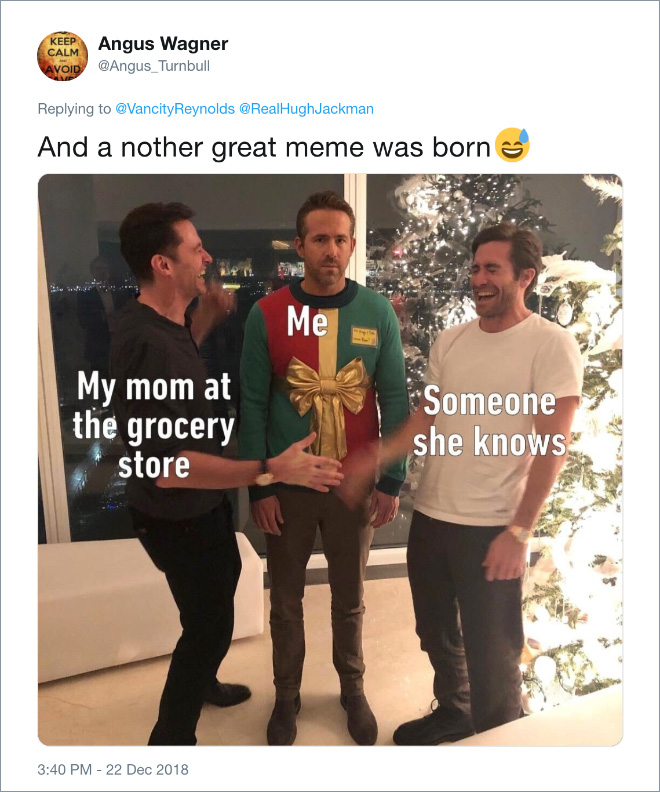 KEEP
CALM
AVOID
Angus Wagner
@Angus_Turnbull
Replying to @VancityReynolds @RealHughJackman
And a nother great meme was born😅
Me
My mom at
the grocery
store
Someone
she knows
3:40 PM - 22 Dec 2018